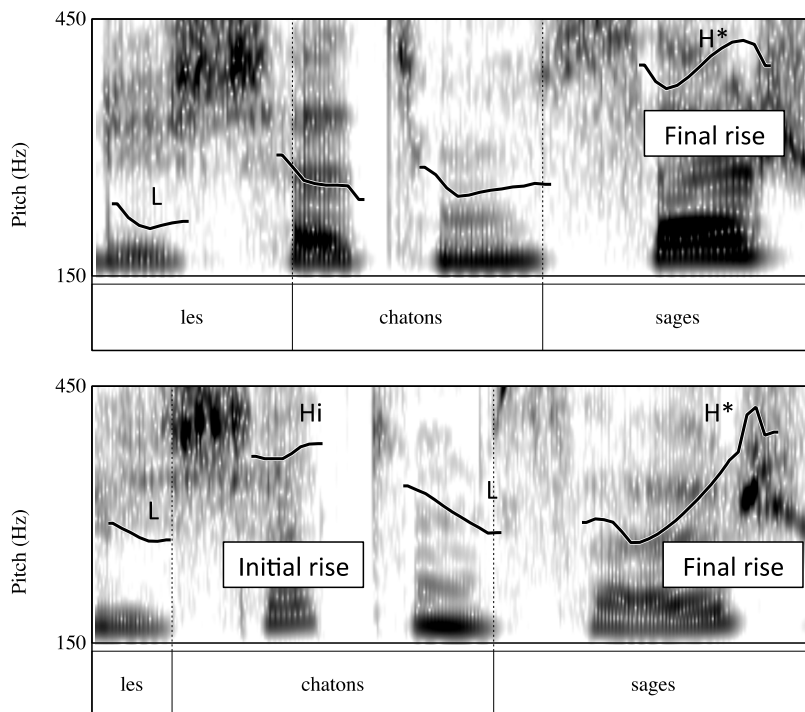 450
H*
Final rise
Pitch (Hz)
L
150
les chatons sages
450
Hi
H*
L
L
Pitch (Hz)
Initial rise
Final rise
150
les chatons sages